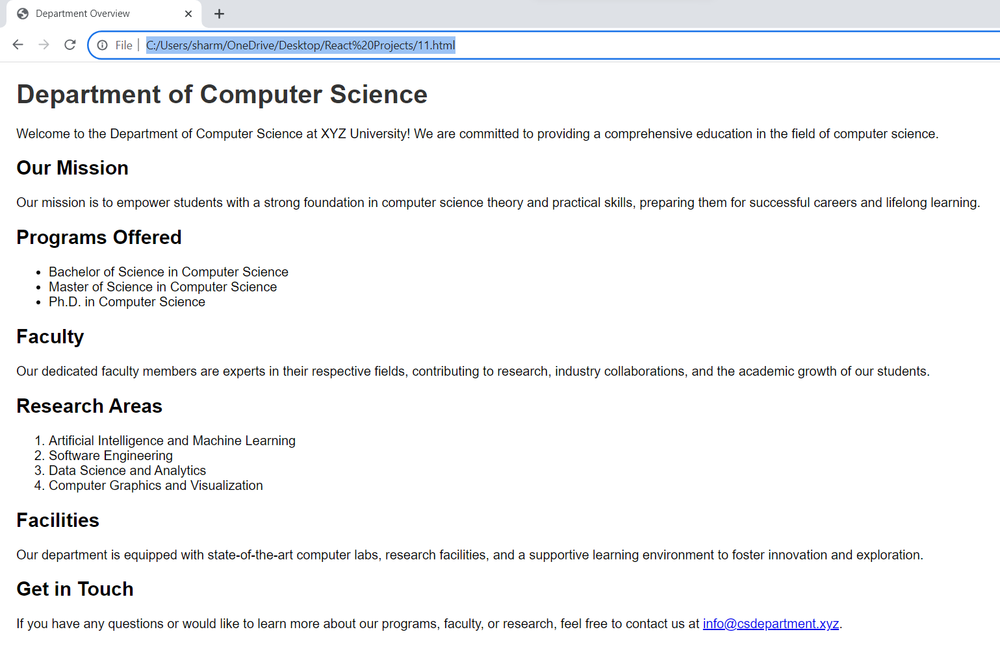 Department Overview
File
C:/Users/sharm/OneDrive/Desktop/React%20Projects/11.html
Department of Computer Science
Welcome to the Department of Computer Science at XYZ University! We are committed to providing a comprehensive education in the field of computer science.
Our Mission
Our mission is to empower students with a strong foundation in computer science theory and practical skills, preparing them for successful careers and lifelong learning.
Programs Offered
• Bachelor of Science in Computer Science
• Master of Science in Computer Science
• Ph.D. in Computer Science
Faculty
Our dedicated faculty members are experts in their respective fields, contributing to research, industry collaborations, and the academic growth of our students.
Research Areas
1. Artificial Intelligence and Machine Learning
2. Software Engineering
3. Data Science and Analytics
4. Computer Graphics and Visualization
Facilities
Our department is equipped with state-of-the-art computer labs, research facilities, and a supportive learning environment to foster innovation and exploration.
Get in Touch
If you have any questions or would like to learn more about our programs, faculty, or research, feel free to contact us at info@csdepartment.xyz.